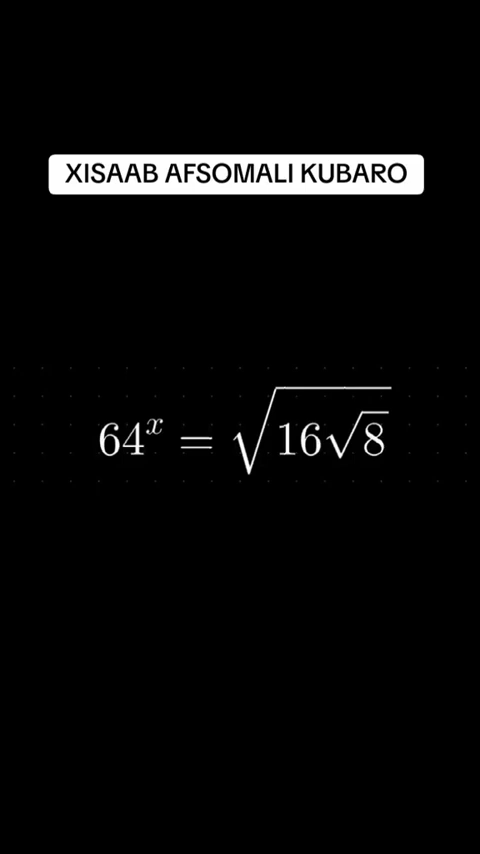 XISAAB AFSOMALI KUBARO
64^x = √(16√8)